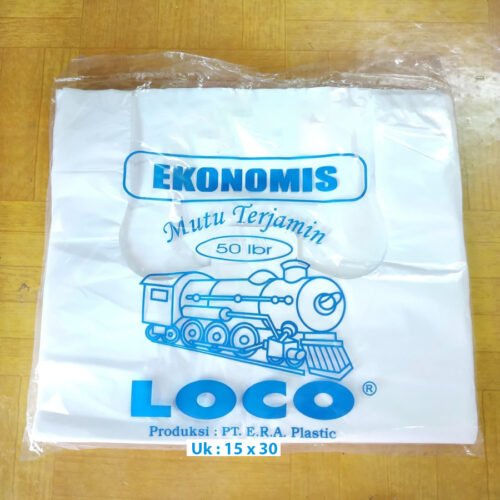 EKONOMIS
Mutu Terjamin
50 lbr
LOCO ®
Produksi : PT. E.R.A. Plastic
Uk : 15 x 30